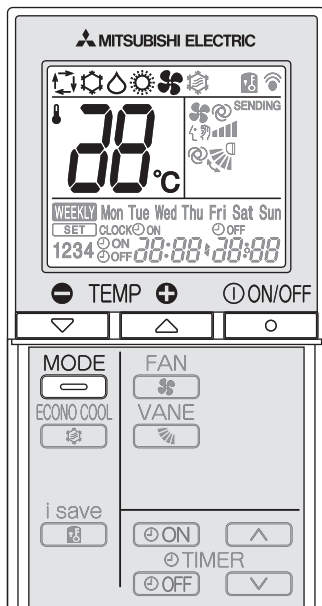 MITSUBISHI ELECTRIC
SENDING
88°C
WEEKLY Mon Tue Wed Thu Fri Sat Sun
SET CLOCK ON OFF
1234 ON OFF 88:88 88:88
TEMP ON/OFF
MODE FAN
ECONO COOL VANE
i save
ON
TIMER
OFF